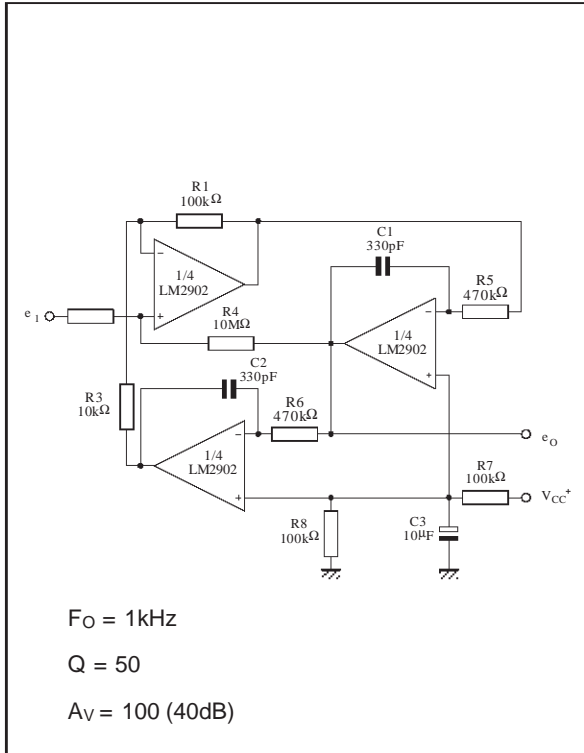 R1
100kΩ
C1
330pF
1/4
LM2902
R5
470kΩ
e1
R4
10MΩ
1/4
LM2902
C2
330pF
R3
10kΩ
R6
470kΩ
1/4
LM2902
eO
R7
100kΩ
VCC+
R8
100kΩ
C3
10µF
FO = 1kHz
Q = 50
AV = 100 (40dB)